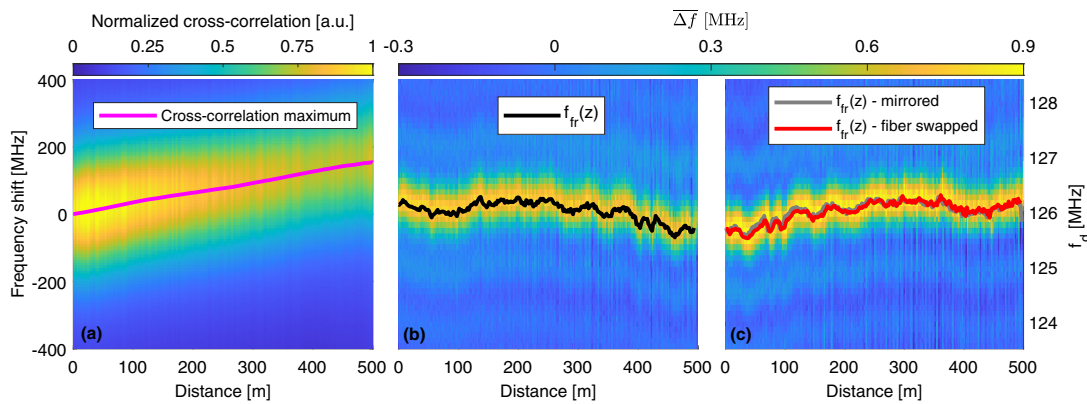 Normalized cross-correlation [a.u.]
0 0.25 0.5 0.75 1
Δf [MHz]
-0.3 0 0.3 0.6 0.9
Frequency shift [MHz]
400
200
0
-200
-400
Cross-correlation maximum
(a)
0 100 200 300 400 500
Distance [m]
f_fr(z)
(b)
0 100 200 300 400 500
Distance [m]
f_fr(z) - mirrored
f_fr(z) - fiber swapped
(c)
0 100 200 300 400 500
Distance [m]
128
127
126
125
124
f_d [MHz]